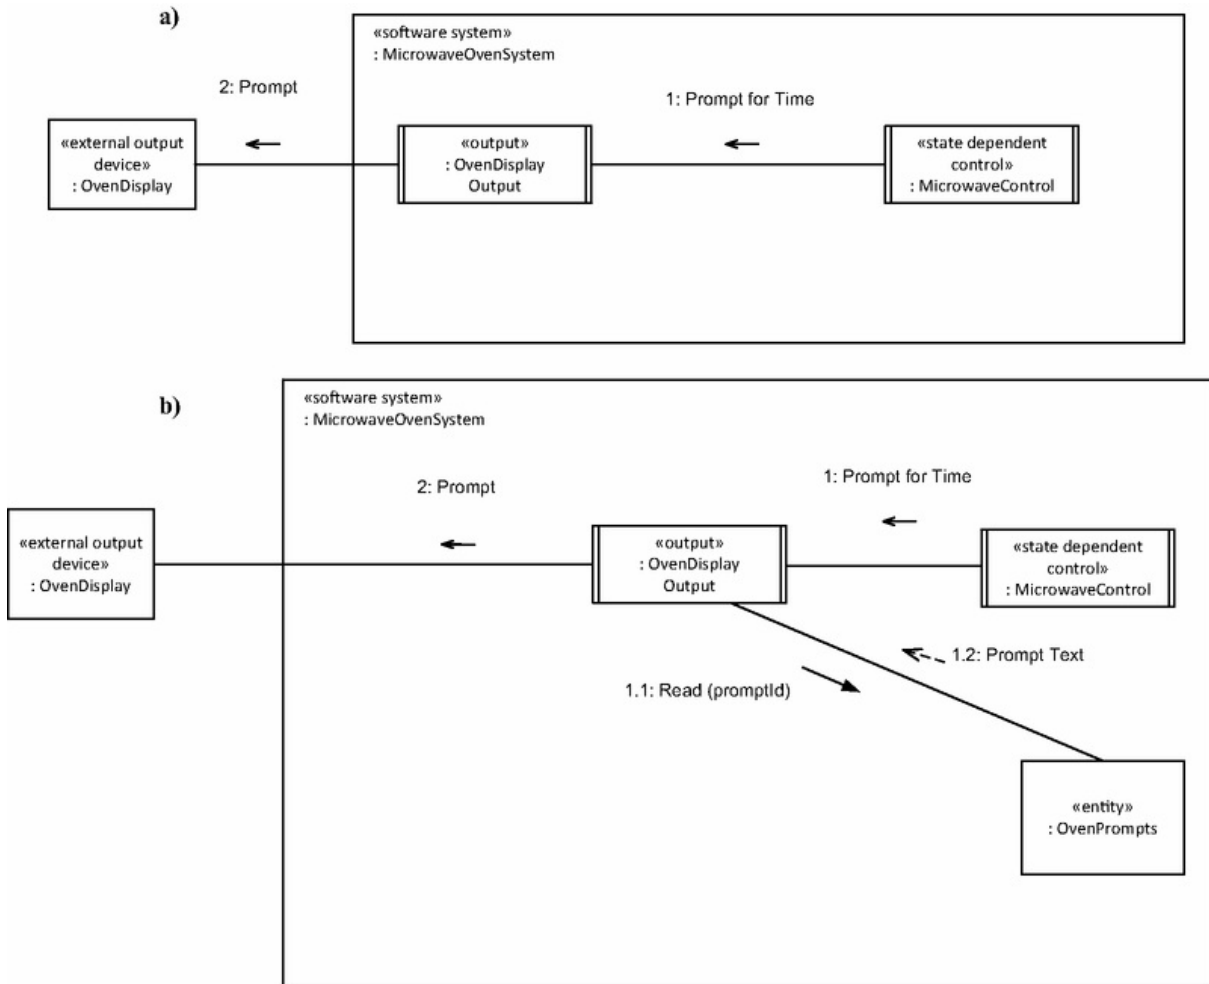 a)
«software system»
: MicrowaveOvenSystem
2: Prompt
1: Prompt for Time
«external output
device»
: OvenDisplay
«output»
: OvenDisplay
Output
«state dependent
control»
: MicrowaveControl
b)
«software system»
: MicrowaveOvenSystem
2: Prompt
1: Prompt for Time
«external output
device»
: OvenDisplay
«output»
: OvenDisplay
Output
«state dependent
control»
: MicrowaveControl
1.2: Prompt Text
1.1: Read (promptId)
«entity»
: OvenPrompts